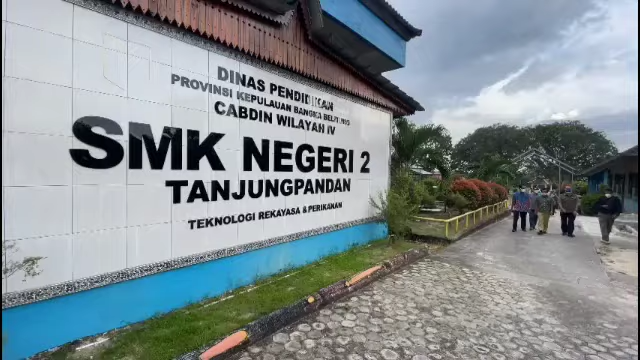 DINAS PENDIDIKAN
PROVINSI KEPULAUAN BANGKA BELITUNG
CABDIN WILAYAH IV
SMK NEGERI 2
TANJUNGPANDAN
TEKNOLOGI REKAYASA & PERIKANAN